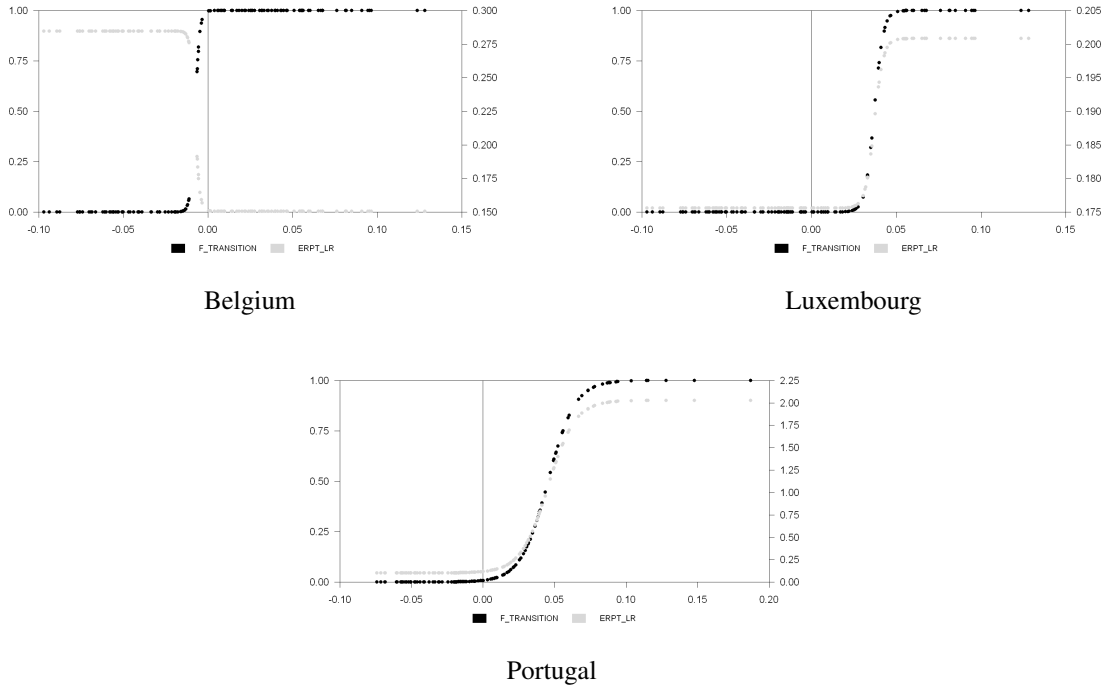 1.00 0.300 1.00 0.205
0.275
0.75 0.75 0.200
0.250
0.195
0.50 0.225 0.50
0.190
0.200
0.185
0.25 0.25
0.175 0.180
0.00 0.150 0.00 0.175
-0.10 -0.05 0.00 0.05 0.10 0.15 -0.10 -0.05 0.00 0.05 0.10 0.15
F_TRANSITION ERPT_LR F_TRANSITION ERPT_LR
Belgium Luxembourg
1.00 2.25
2.00
0.75 1.75
1.50
1.25
0.50
1.00
0.75
0.25 0.50
0.25
0.00 0.00
-0.10 -0.05 0.00 0.05 0.10 0.15 0.20
F_TRANSITION ERPT_LR
Portugal